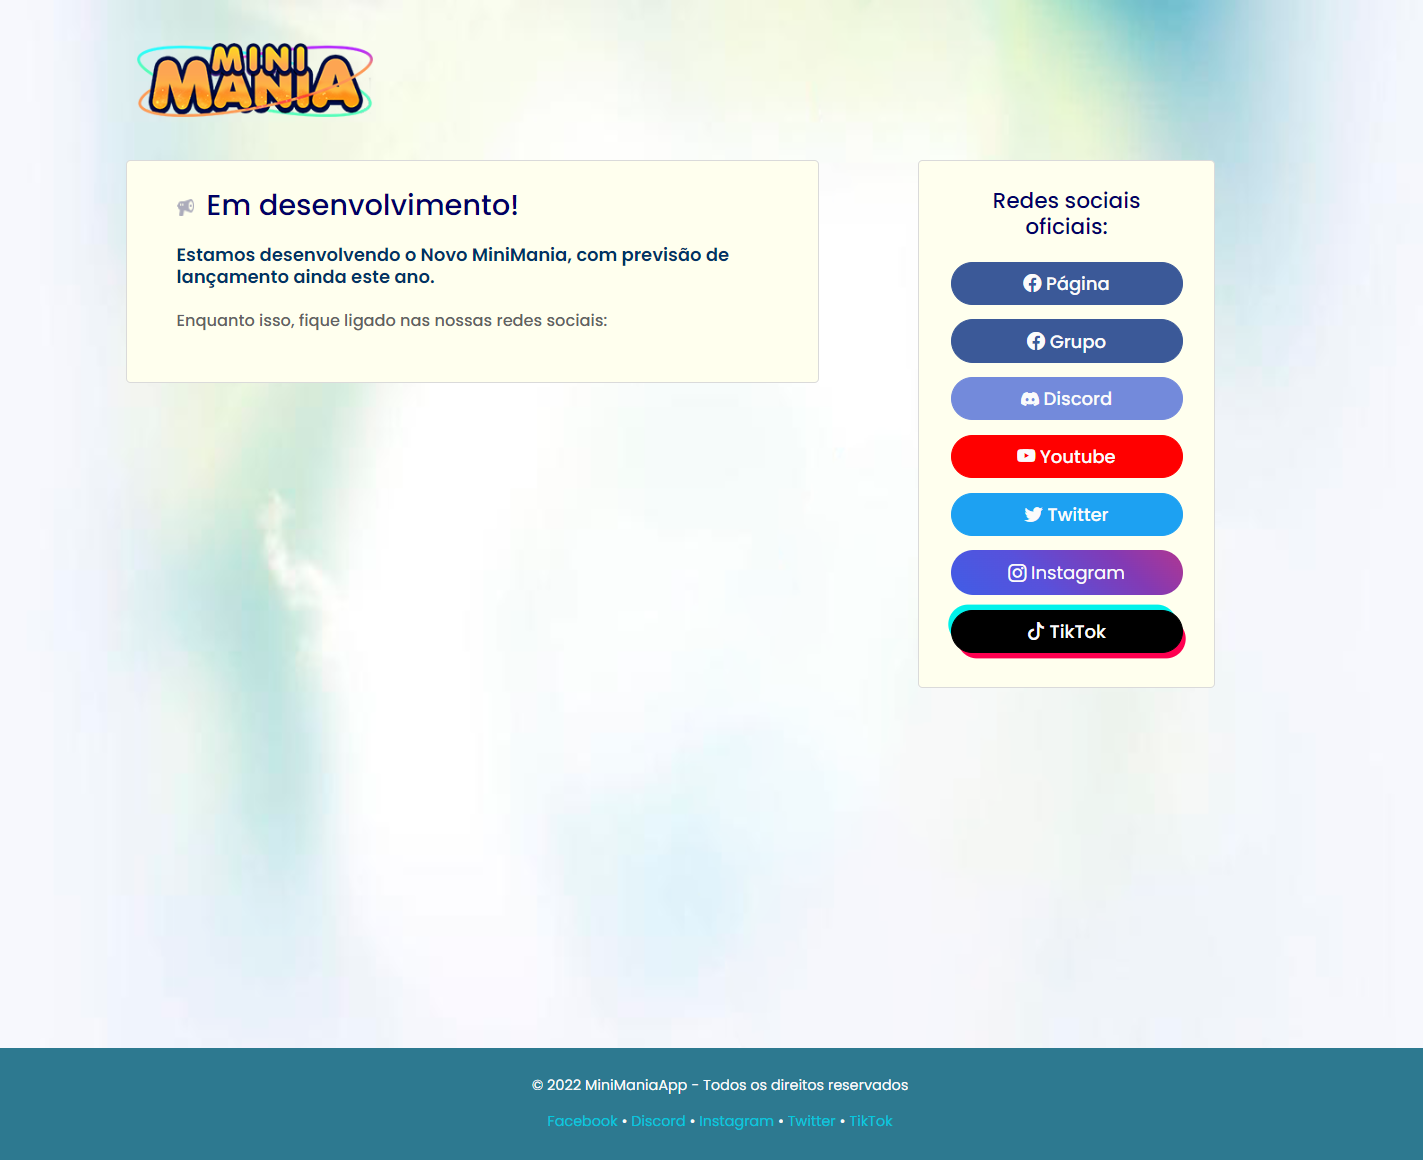 MINI
MANIA
Em desenvolvimento!
Estamos desenvolvendo o Novo MiniMania, com previsão de
lançamento ainda este ano.
Enquanto isso, fique ligado nas nossas redes sociais:
Redes sociais
oficiais:
Página
Grupo
Discord
Youtube
Twitter
Instagram
TikTok
© 2022 MiniManiaApp - Todos os direitos reservados
Facebook • Discord • Instagram • Twitter • TikTok